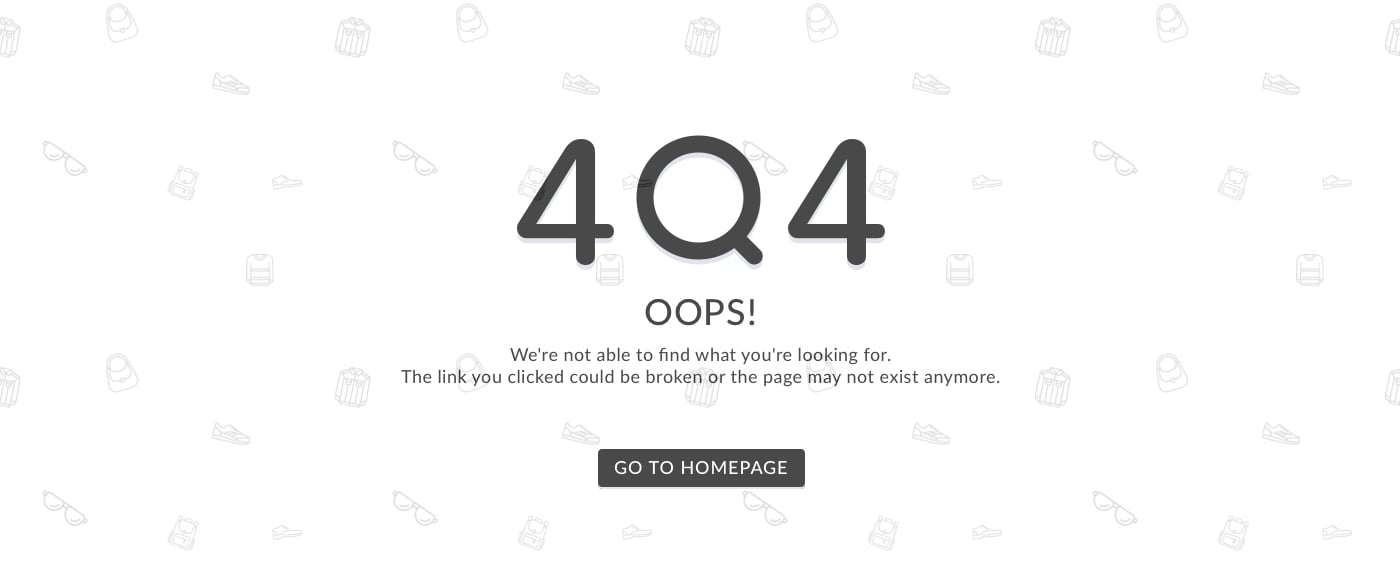 4Q4
OOPS!
We're not able to find what you're looking for.
The link you clicked could be broken or the page may not exist anymore.
GO TO HOMEPAGE